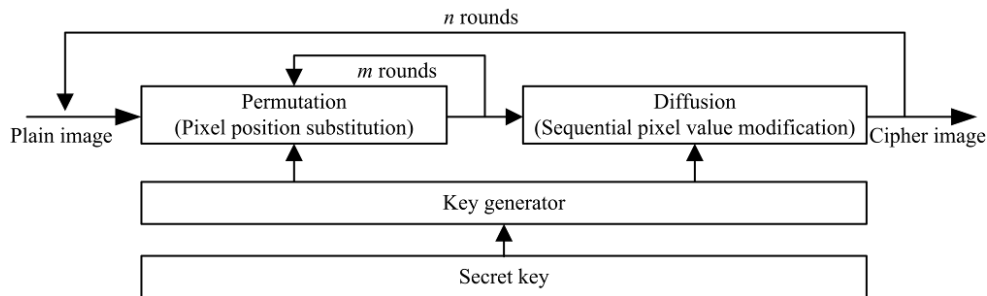 n rounds
m rounds
Permutation
(Pixel position substitution)
Diffusion
(Sequential pixel value modification)
Plain image
Cipher image
Key generator
Secret key